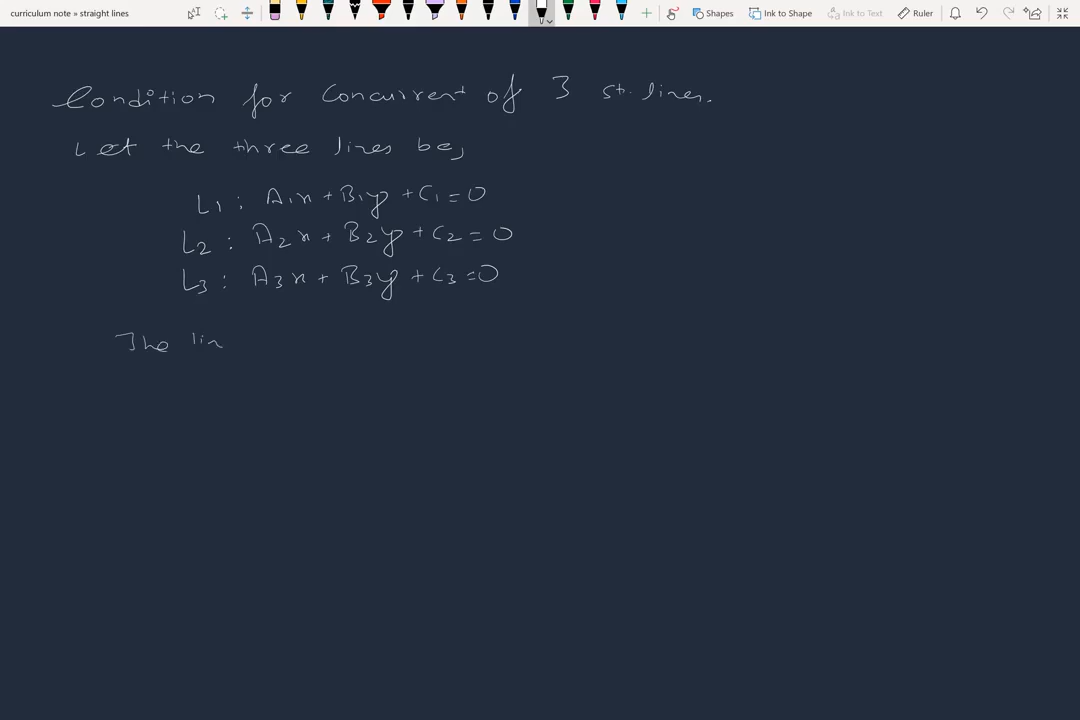 curriculum note » straight lines
Shapes Ink to Shape Ink to Text Ruler
Condition for concurrent of 3 st. lines.
Let the three lines be,
L1 : A1x + B1y + C1 = 0
L2 : A2x + B2y + C2 = 0
L3 : A3x + B3y + C3 = 0
The lin